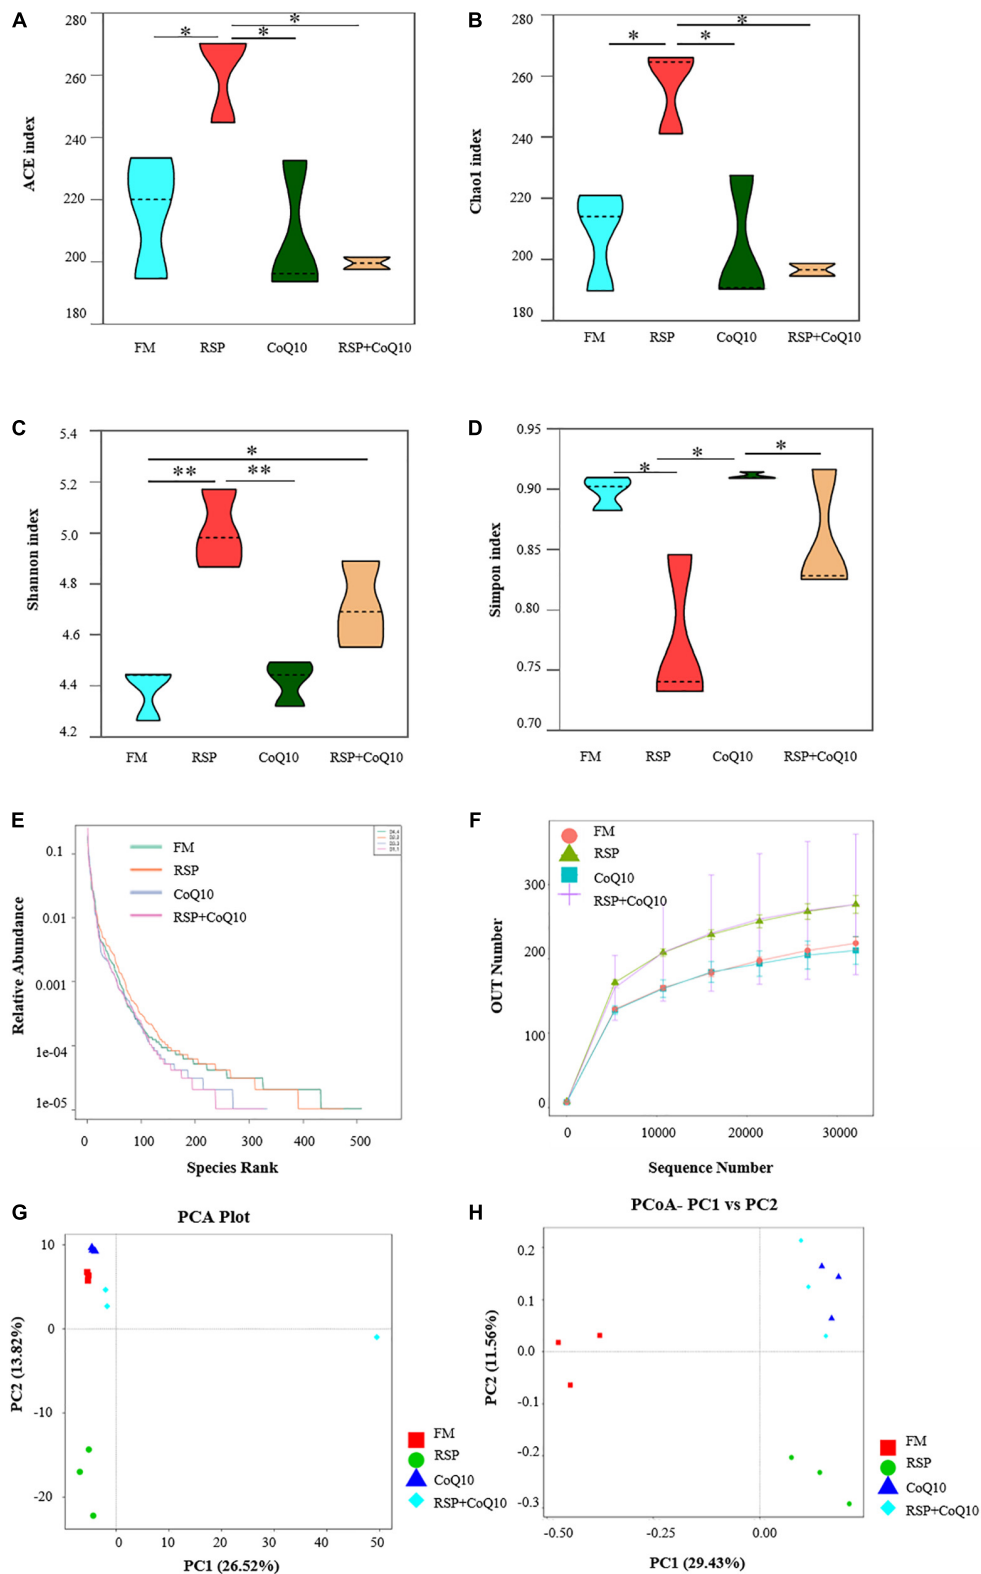 A
280
260
240
220
200
180
ACE index
*
*
*
FM RSP CoQ10 RSP+CoQ10
B
280
260
240
220
200
180
Chao1 index
*
*
*
FM RSP CoQ10 RSP+CoQ10
C
5.4
5.2
5.0
4.8
4.6
4.4
4.2
Shannon index
*
**
**
FM RSP CoQ10 RSP+CoQ10
D
0.95
0.90
0.85
0.80
0.75
0.70
Simpon index
*
*
*
FM RSP CoQ10 RSP+CoQ10
E
0.1
0.01
0.001
1e-04
1e-05
Relative Abundance
FM
RSP
CoQ10
RSP+CoQ10
0 100 200 300 400 500
Species Rank
F
300
200
100
0
OUT Number
FM
RSP
CoQ10
RSP+CoQ10
0 10000 20000 30000
Sequence Number
G
PCA Plot
10
0
-10
-20
PC2 (13.82%)
0 10 20 30 40 50
PC1 (26.52%)
FM
RSP
CoQ10
RSP+CoQ10
H
PCoA- PC1 vs PC2
0.2
0.1
0.0
-0.1
-0.2
-0.3
PC2 (11.56%)
-0.50 -0.25 0.00
PC1 (29.43%)
FM
RSP
CoQ10
RSP+CoQ10